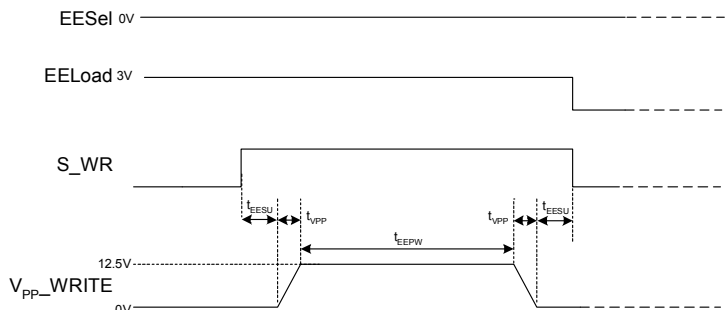 EESel 0V
EELoad 3V
S_WR
tEESU tVPP tVPP tEESU
tEEPW
12.5V
VPP_WRITE
0V